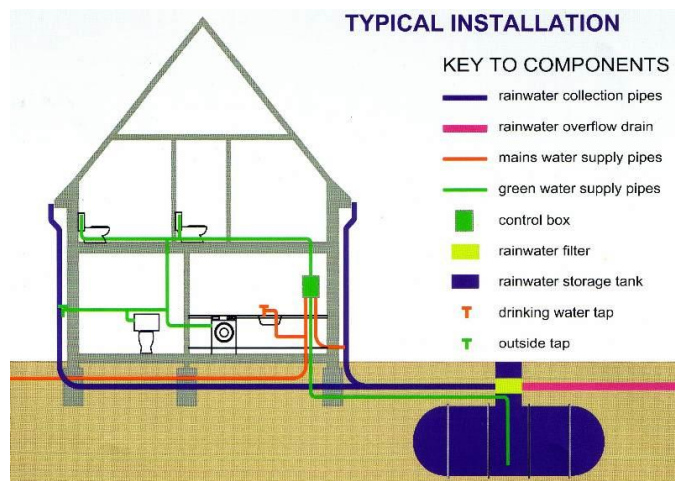 TYPICAL INSTALLATION
KEY TO COMPONENTS
rainwater collection pipes
rainwater overflow drain
mains water supply pipes
green water supply pipes
control box
rainwater filter
rainwater storage tank
drinking water tap
outside tap